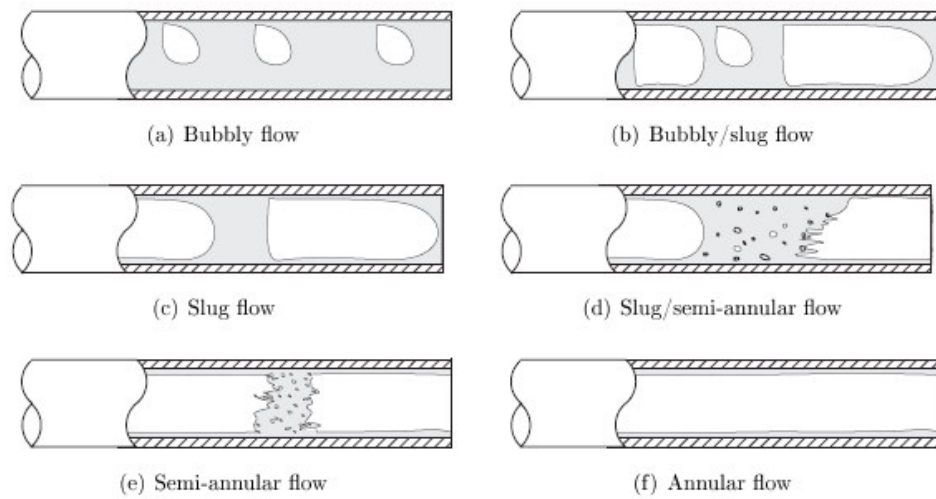 (a) Bubbly flow
(b) Bubbly/slug flow
(c) Slug flow
(d) Slug/semi-annular flow
(e) Semi-annular flow
(f) Annular flow